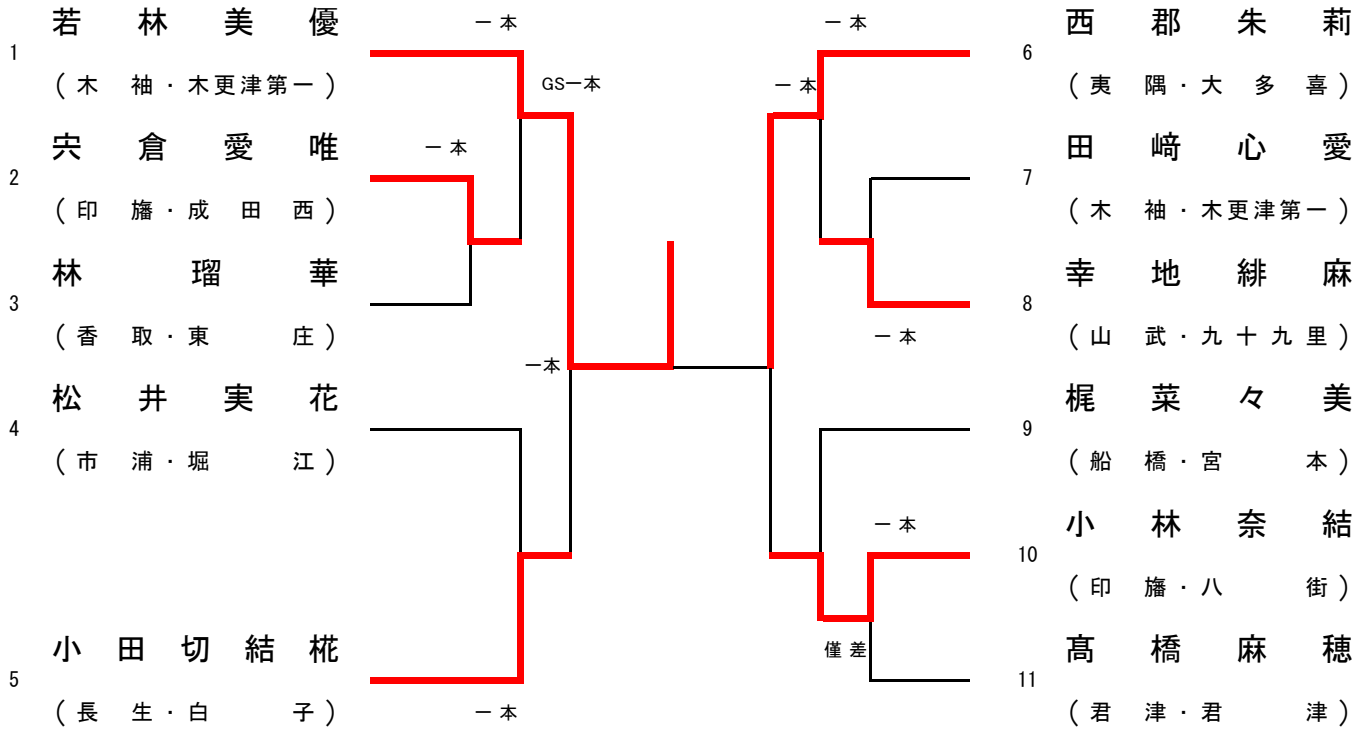 若林美優
一本
1
(木袖・木更津第一)
GS一本
宍倉愛唯
一本
2
(印旛・成田西)
林瑠華
3
(香取・東庄)
一本
松井実花
4
(市浦・堀江)
小田切結椛
5
(長生・白子)
一本
一本
西郡朱莉
6
一本
(夷隅・大多喜)
田﨑心愛
7
(木袖・木更津第一)
幸地緋麻
8
一本
(山武・九十九里)
梶菜々美
9
(船橋・宮本)
一本
小林奈結
10
(印旛・八街)
僅差
髙橋麻穂
11
(君津・君津)